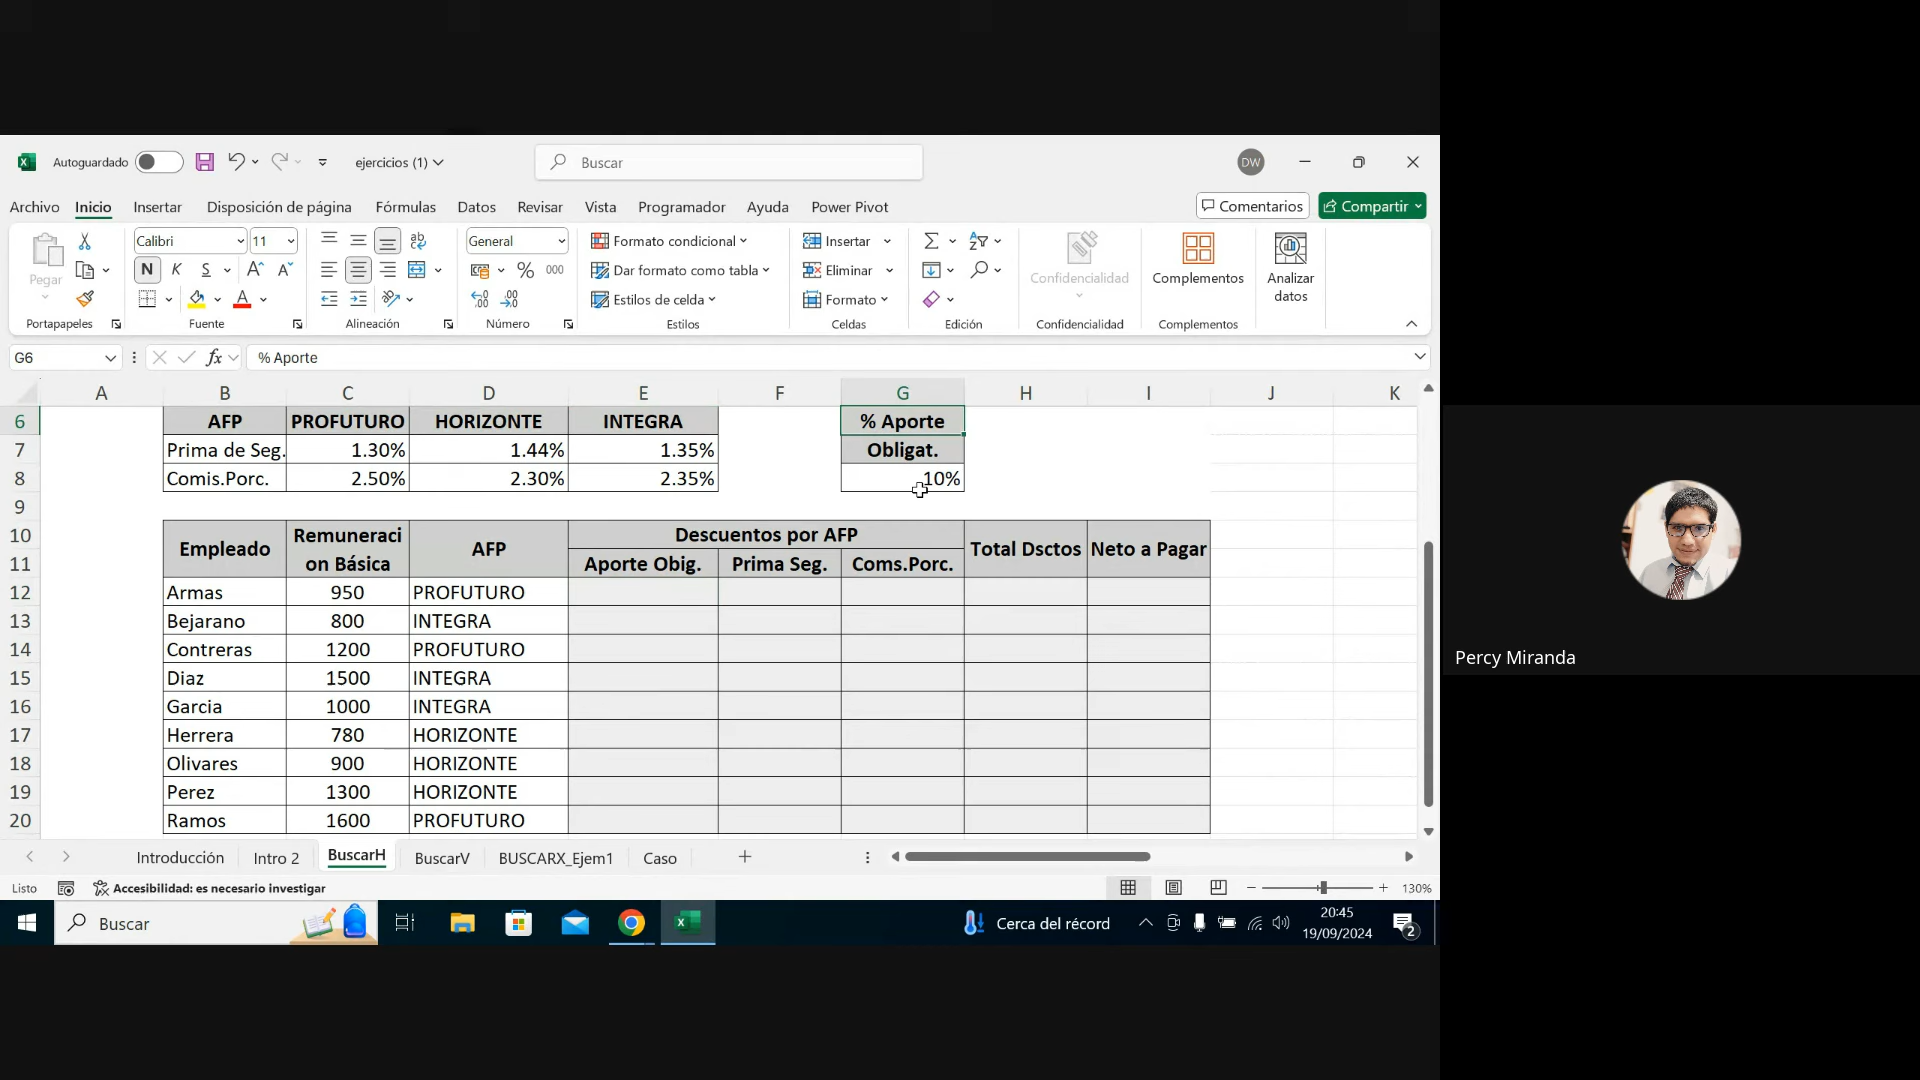 Autoguardado
ejercicios (1)
Buscar
DW
Archivo Inicio Insertar Disposición de página Fórmulas Datos Revisar Vista Programador Ayuda Power Pivot
Comentarios
Compartir
Pegar
Portapapeles
Calibri 11
N K S
Fuente
ab
Alineación
General
% 000
Número
Formato condicional
Dar formato como tabla
Estilos de celda
Estilos
Insertar
Eliminar
Formato
Celdas
Edición
Confidencialidad
Confidencialidad
Complementos
Complementos
Analizar
datos
G6
fx
% Aporte
A B C D E F G H I J K
6 AFP PROFUTURO HORIZONTE INTEGRA % Aporte
7 Prima de Seg. 1.30% 1.44% 1.35% Obligat.
8 Comis.Porc. 2.50% 2.30% 2.35% 10%
9
10 Empleado Remuneraci AFP Descuentos por AFP Total Dsctos Neto a Pagar
11 on Básica Aporte Obig. Prima Seg. Coms.Porc.
12 Armas 950 PROFUTURO
13 Bejarano 800 INTEGRA
14 Contreras 1200 PROFUTURO
15 Diaz 1500 INTEGRA
16 Garcia 1000 INTEGRA
17 Herrera 780 HORIZONTE
18 Olivares 900 HORIZONTE
19 Perez 1300 HORIZONTE
20 Ramos 1600 PROFUTURO
Introducción Intro 2 BuscarH BuscarV BUSCARX_Ejem1 Caso
Listo
Accesibilidad: es necesario investigar
130%
Buscar
Cerca del récord
20:45
19/09/2024
2
Percy Miranda